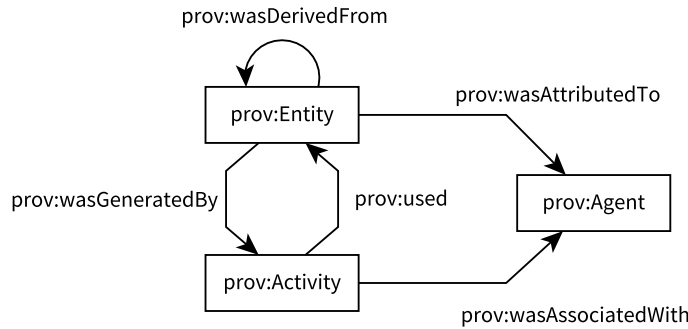 prov:wasDerivedFrom
prov:wasAttributedTo
prov:Entity
prov:wasGeneratedBy
prov:used
prov:Agent
prov:Activity
prov:wasAssociatedWith